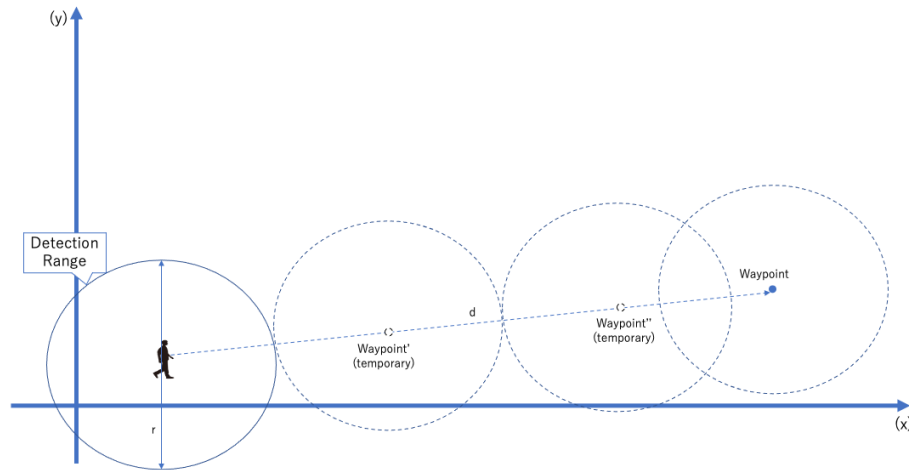 (y)
Detection
Range
Waypoint
d
Waypoint'
(temporary)
Waypoint''
(temporary)
r
(x)